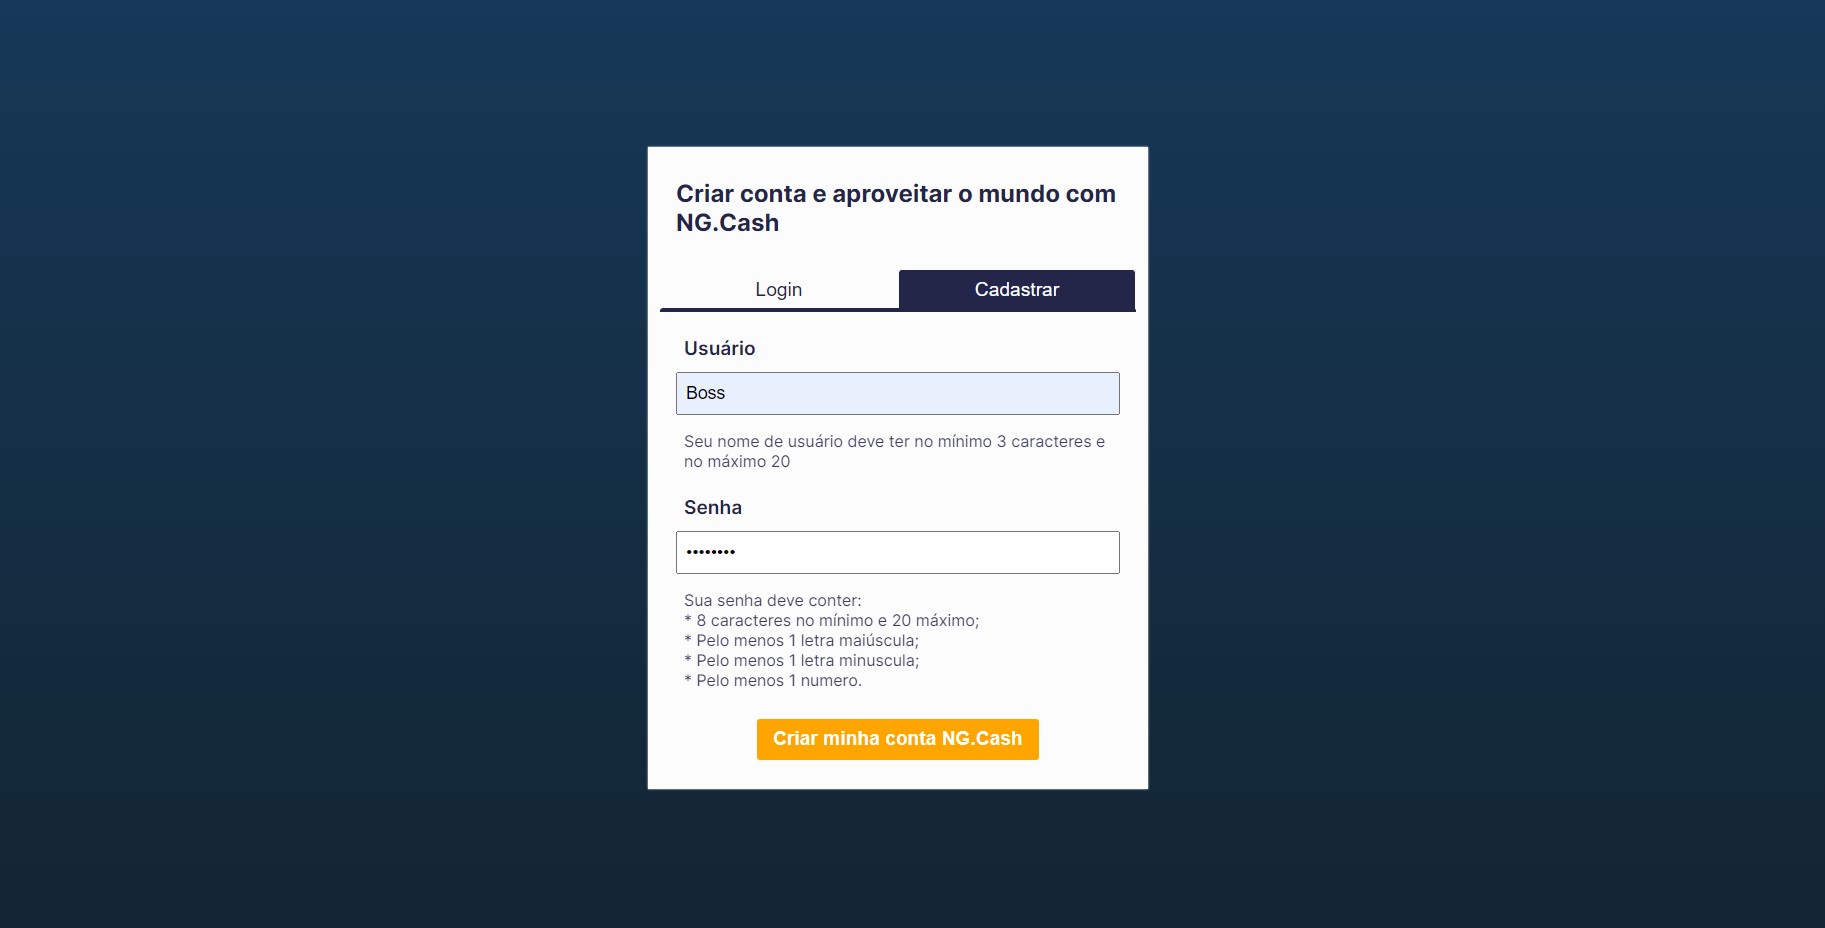 Criar conta e aproveitar o mundo com
NG.Cash
Login
Cadastrar
Usuário
Boss
Seu nome de usuário deve ter no mínimo 3 caracteres e
no máximo 20
Senha
••••••••
Sua senha deve conter:
* 8 caracteres no mínimo e 20 máximo;
* Pelo menos 1 letra maiúscula;
* Pelo menos 1 letra minuscula;
* Pelo menos 1 numero.
Criar minha conta NG.Cash